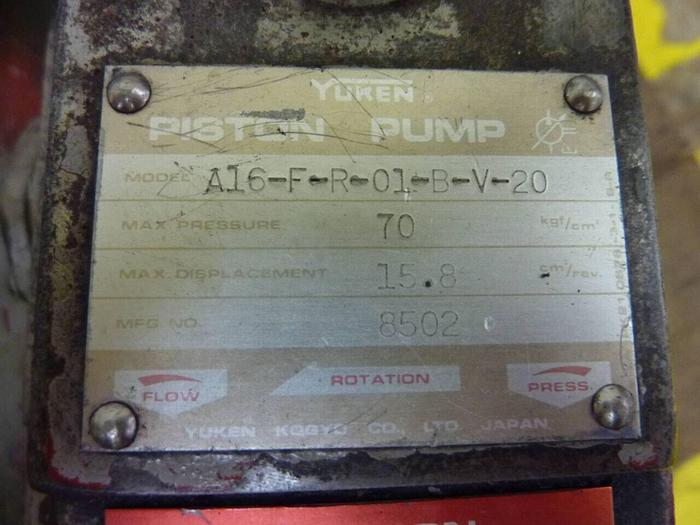 YUKEN ®
PISTON PUMP
MODEL A16-F-R-01-B-V-20
MAX. PRESSURE 70 kgf/cm²
MAX. DISPLACEMENT 15.8 cm³/rev.
MFG. NO. 8502
FLOW ROTATION PRESS.
YUKEN KOGYO CO., LTD. JAPAN